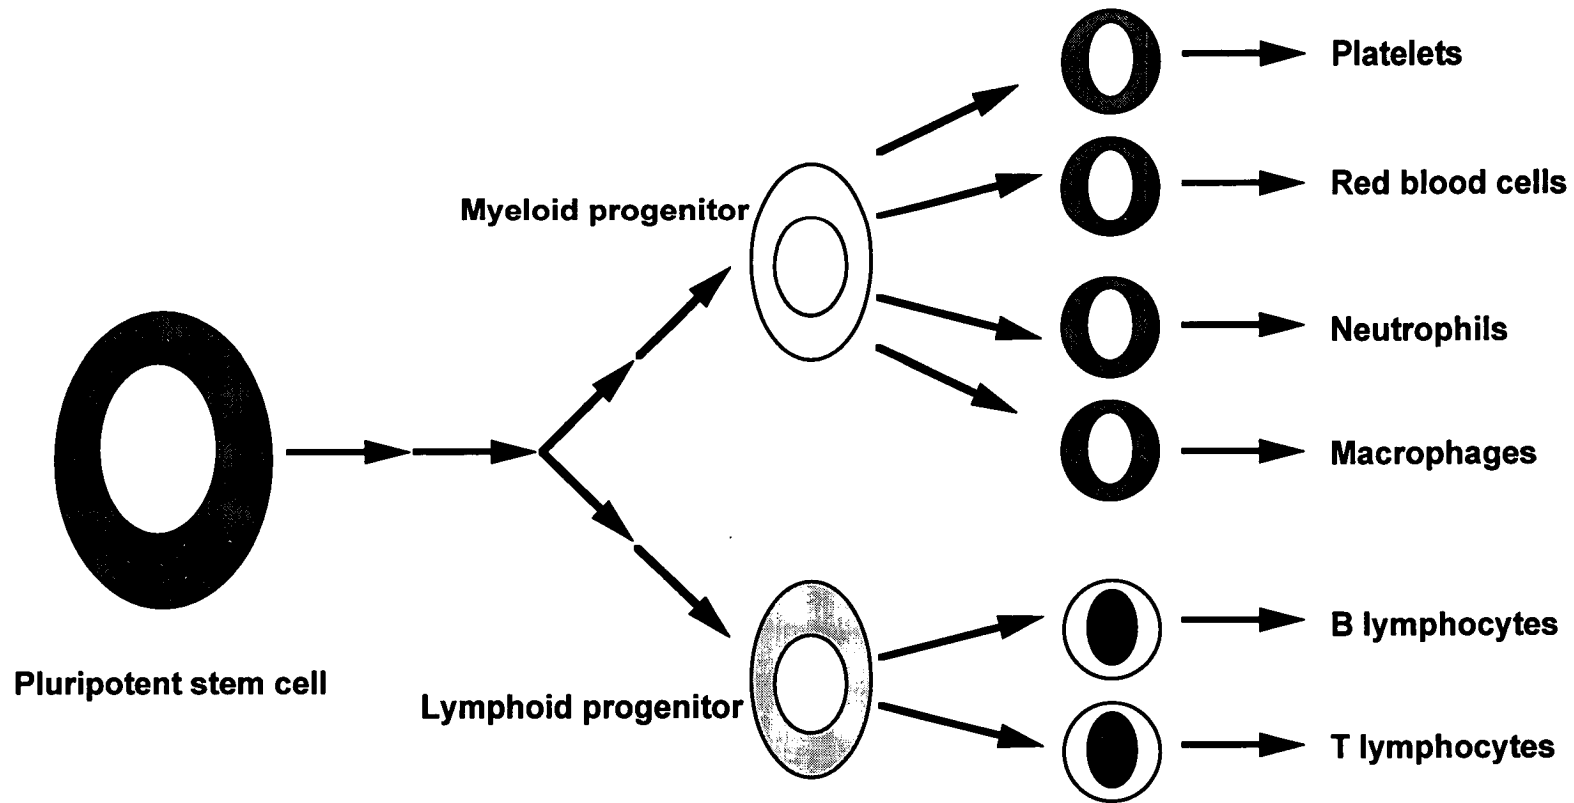 Platelets
Red blood cells
Myeloid progenitor
Neutrophils
Macrophages
Pluripotent stem cell
Lymphoid progenitor
B lymphocytes
T lymphocytes